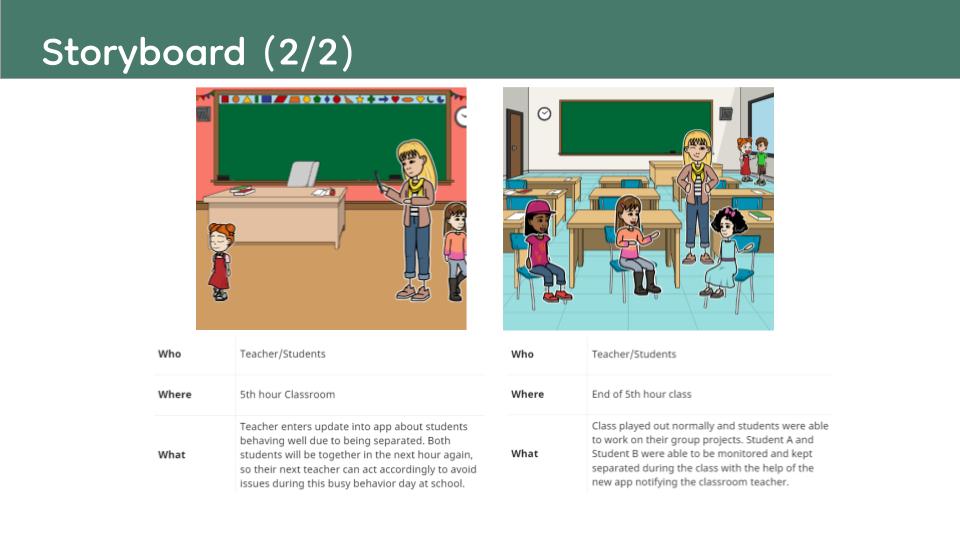 Storyboard (2/2)
Who
Teacher/Students
Where
5th hour Classroom
What
Teacher enters update into app about students
behaving well due to being separated. Both
students will be together in the next hour again,
so their next teacher can act accordingly to avoid
issues during this busy behavior day at school.
Who
Teacher/Students
Where
End of 5th hour class
What
Class played out normally and students were able
to work on their group projects. Student A and
Student B were able to be monitored and kept
separated during the class with the help of the
new app notifying the classroom teacher.